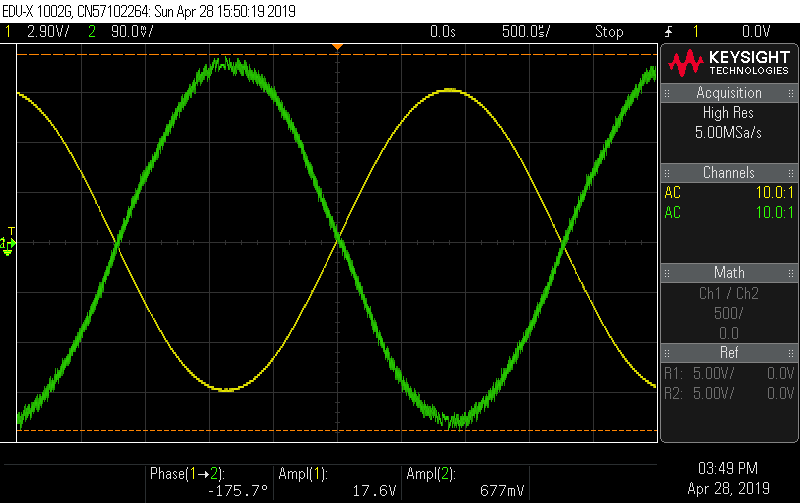 EDU-X 1002G, CN57102264: Sun Apr 28 15:50:19 2019
1 2.90V/ 2 90.0V/ 0.0s 500.0s/ Stop 1 0.0V
KEYSIGHT
TECHNOLOGIES
Acquisition
High Res
5.00MSa/s
Channels
AC 10.0:1
AC 10.0:1
Math
Ch1 / Ch2
500/
0.0
Ref
R1: 5.00V/ 0.0V
R2: 5.00V/ 0.0V
T
Phase(1→2): Ampl(1): Ampl(2):
-175.7° 17.6V 677mV
03:49 PM
Apr 28, 2019